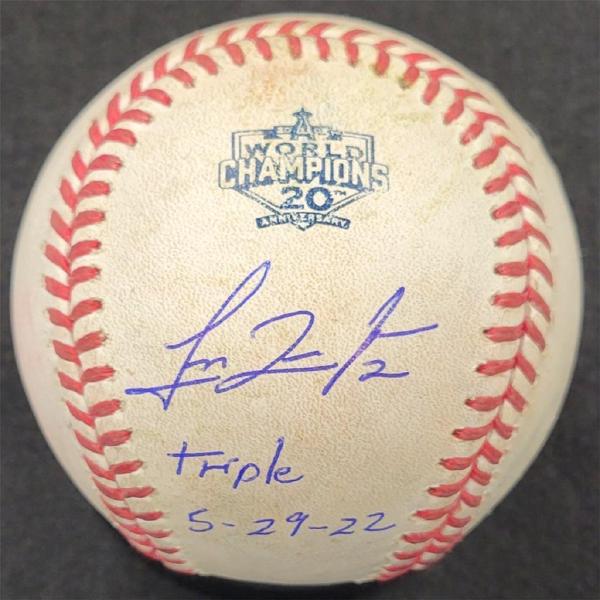 WORLD
CHAMPIONS
20TH
ANNIVERSARY
triple
5-29-22